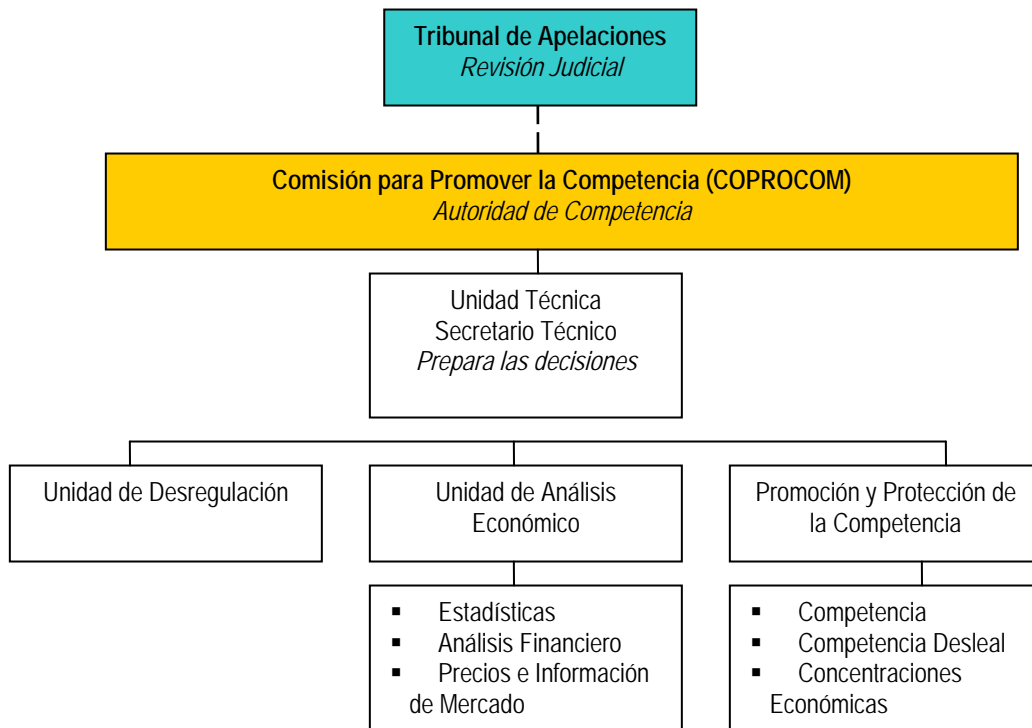 Tribunal de Apelaciones
Revisión Judicial
Comisión para Promover la Competencia (COPROCOM)
Autoridad de Competencia
Unidad Técnica
Secretario Técnico
Prepara las decisiones
Unidad de Desregulación
Unidad de Análisis
Económico
Promoción y Protección de
la Competencia
▪ Estadísticas
▪ Análisis Financiero
▪ Precios e Información
de Mercado
▪ Competencia
▪ Competencia Desleal
▪ Concentraciones
Económicas